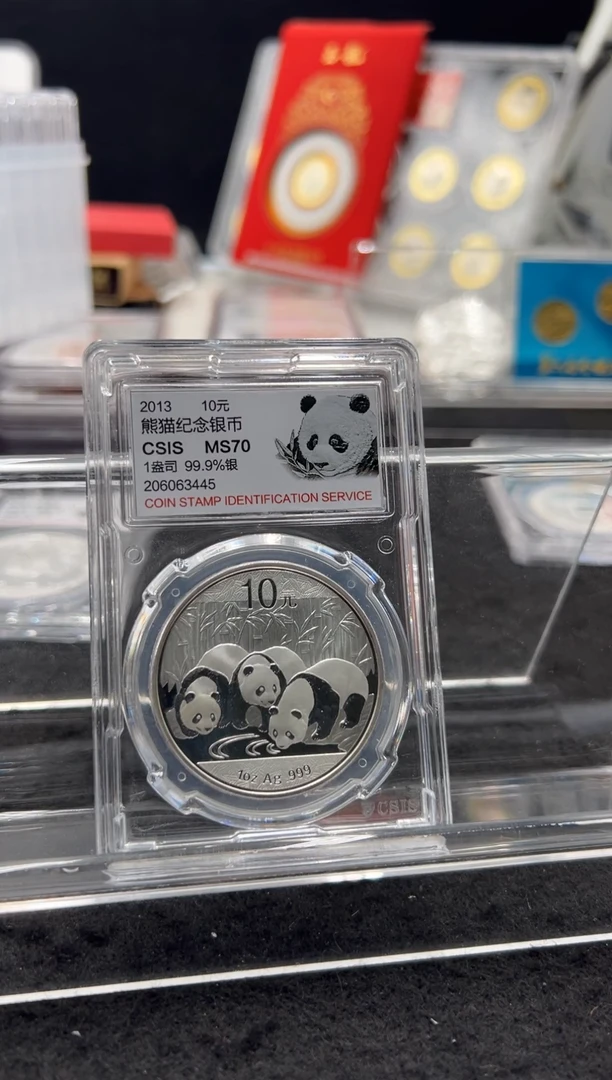 2013 10元
熊猫纪念银币
CSIS MS70
1盎司 99.9%银
206063445
COIN STAMP IDENTIFICATION SERVICE
10元
1oz Ag 999
CSIS